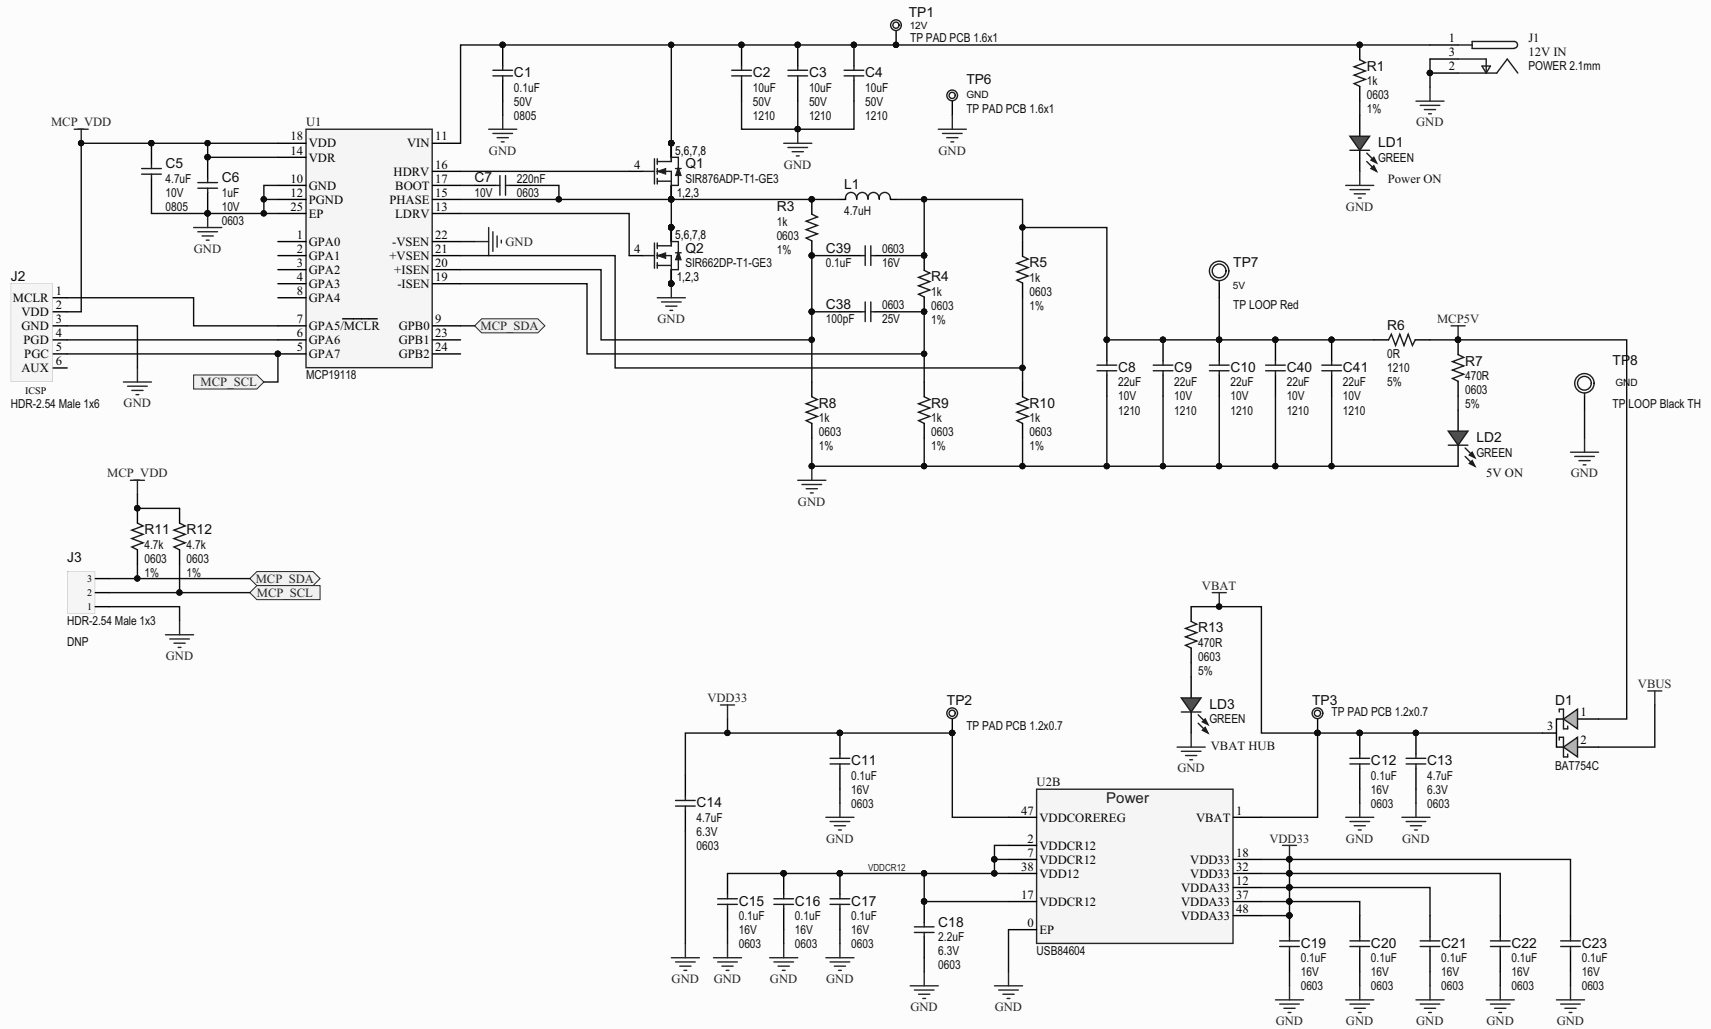 TP1
12V
TP PAD PCB 1.6x1
J1
12V IN
POWER 2.1mm
1
3
2
GND
R1
1k
0603
1%
LD1
GREEN
Power ON
GND
TP6
GND
TP PAD PCB 1.6x1
GND
C1
0.1uF
50V
0805
GND
C2
10uF
50V
1210
C3
10uF
50V
1210
C4
10uF
50V
1210
GND
MCP_VDD
C5
4.7uF
10V
0805
C6
1uF
10V
0603
GND
U1
18 VDD
14 VDR
10 GND
12 PGND
25 EP
1 GPA0
2 GPA1
3 GPA2
4 GPA3
8 GPA4
7 GPA5/MCLR
6 GPA6
5 GPA7
VIN 11
HDRV 16
BOOT 17
PHASE 15
LDRV 13
-VSEN 22
+VSEN 21
+ISEN 20
-ISEN 19
GPB0 9
GPB1 23
GPB2 24
MCP19118
GND
MCP_SDA
C7
10V
220nF
0603
5,6,7,8
4
Q1
SIR876ADP-T1-GE3
1,2,3
5,6,7,8
4
Q2
SIR662DP-T1-GE3
1,2,3
GND
L1
4.7uH
R3
1k
0603
1%
C39
0.1uF
0603
16V
C38
100pF
0603
25V
R4
1k
0603
1%
R5
1k
0603
1%
R8
1k
0603
1%
R9
1k
0603
1%
R10
1k
0603
1%
GND
TP7
5V
TP LOOP Red
C8
22uF
10V
1210
C9
22uF
10V
1210
C10
22uF
10V
1210
C40
22uF
10V
1210
C41
22uF
10V
1210
R6
0R
1210
5%
MCP5V
R7
470R
0603
5%
LD2
GREEN
5V ON
TP8
GND
TP LOOP Black TH
GND
J2
MCLR 1
VDD 2
GND 3
PGD 4
PGC 5
AUX 6
ICSP
HDR-2.54 Male 1x6
GND
MCP_SCL
MCP_VDD
R11
4.7k
0603
1%
R12
4.7k
0603
1%
J3
3
2
1
MCP_SDA
MCP_SCL
HDR-2.54 Male 1x3
DNP
GND
VBAT
R13
470R
0603
5%
LD3
GREEN
VBAT HUB
GND
TP3
TP PAD PCB 1.2x0.7
D1
3
1
2
BAT754C
VBUS
C12
0.1uF
16V
0603
GND
C13
4.7uF
6.3V
0603
GND
VDD33
TP2
TP PAD PCB 1.2x0.7
C11
0.1uF
16V
0603
GND
C14
4.7uF
6.3V
0603
GND
U2B
Power
47 VDDCOREREG
2 VDDCR12
7 VDDCR12
38 VDD12
17 VDDCR12
0 EP
VBAT 1
VDD33 18
VDD33 32
VDDA33 12
VDDA33 37
VDDA33 48
USB84604
VDDCR12
C15
0.1uF
16V
0603
GND
C16
0.1uF
16V
0603
GND
C17
0.1uF
16V
0603
GND
C18
2.2uF
6.3V
0603
GND
GND
VDD33
C19
0.1uF
16V
0603
GND
C20
0.1uF
16V
0603
GND
C21
0.1uF
16V
0603
GND
C22
0.1uF
16V
0603
GND
C23
0.1uF
16V
0603
GND